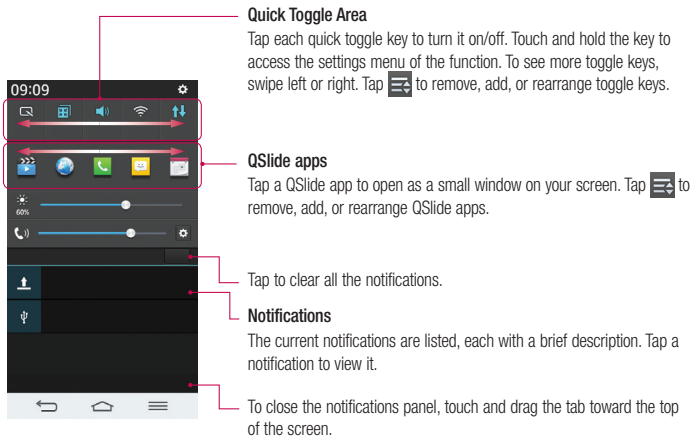 Quick Toggle Area
Tap each quick toggle key to turn it on/off. Touch and hold the key to
access the settings menu of the function. To see more toggle keys,
swipe left or right. Tap to remove, add, or rearrange toggle keys.
09:09
QSlide apps
Tap a QSlide app to open as a small window on your screen. Tap to
remove, add, or rearrange QSlide apps.
60%
Tap to clear all the notifications.
Notifications
The current notifications are listed, each with a brief description. Tap a
notification to view it.
To close the notifications panel, touch and drag the tab toward the top
of the screen.